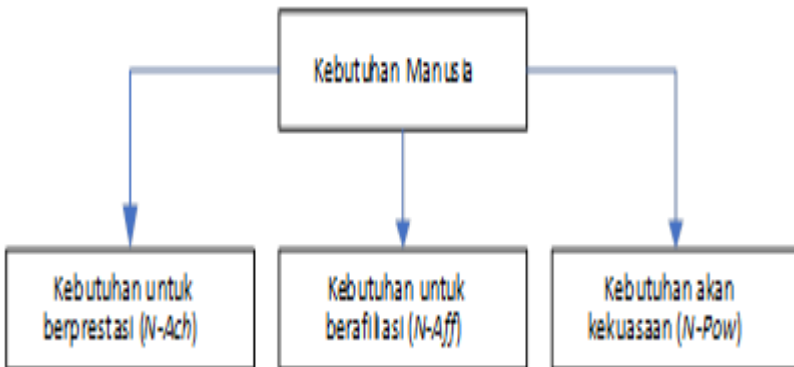 Kebutuhan Manusia
Kebutuhan untuk
berprestasi (N-Ach)
Kebutuhan untuk
berafiliasi (N-Aff)
Kebutuhan akan
kekuasaan (N-Pow)